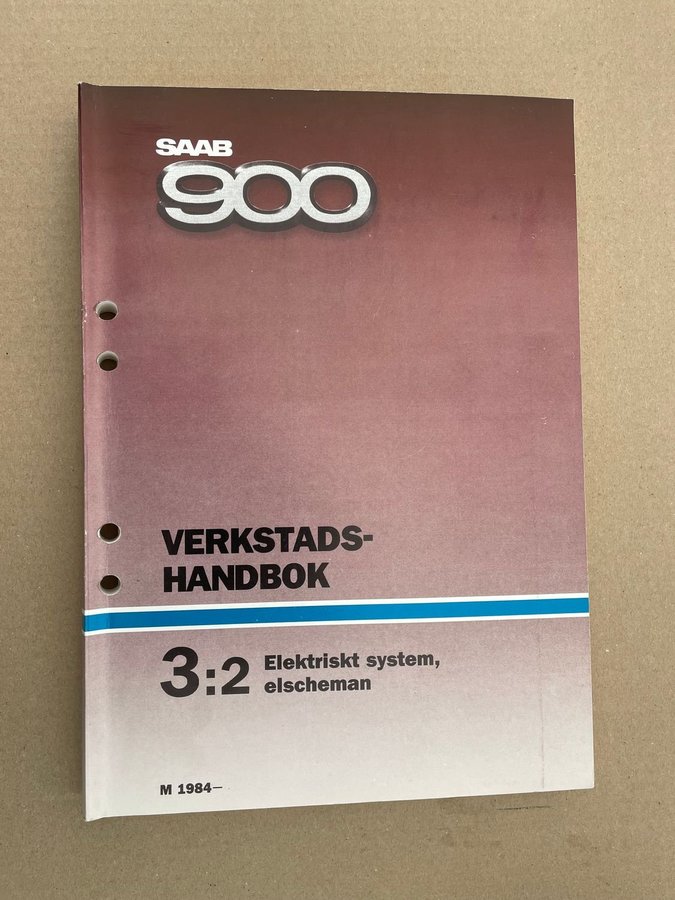 SAAB
900
VERKSTADS-
HANDBOK
3:2 Elektriskt system,
elscheman
M 1984–